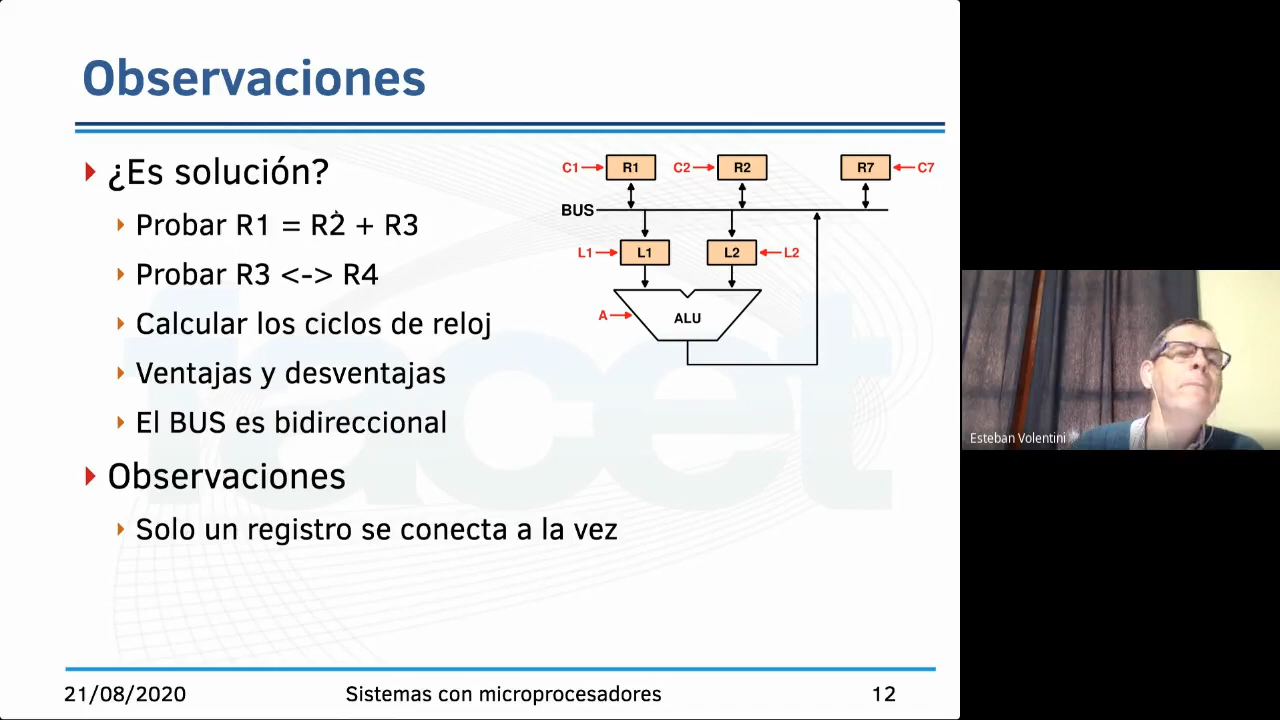 Observaciones
¿Es solución?
Probar R1 = R2 + R3
Probar R3 <-> R4
Calcular los ciclos de reloj
Ventajas y desventajas
El BUS es bidireccional
Observaciones
Solo un registro se conecta a la vez
C1 R1 C2 R2 R7 C7
BUS
L1 L1 L2 L2
A ALU
facet
Esteban Volentini
21/08/2020 Sistemas con microprocesadores 12